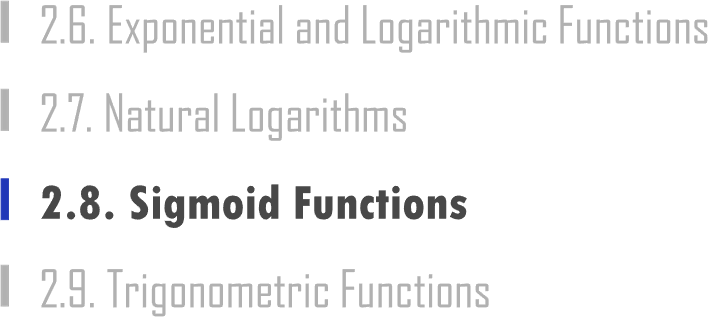 2.6. Exponential and Logarithmic Functions
2.7. Natural Logarithms
2.8. Sigmoid Functions
2.9. Trigonometric Functions